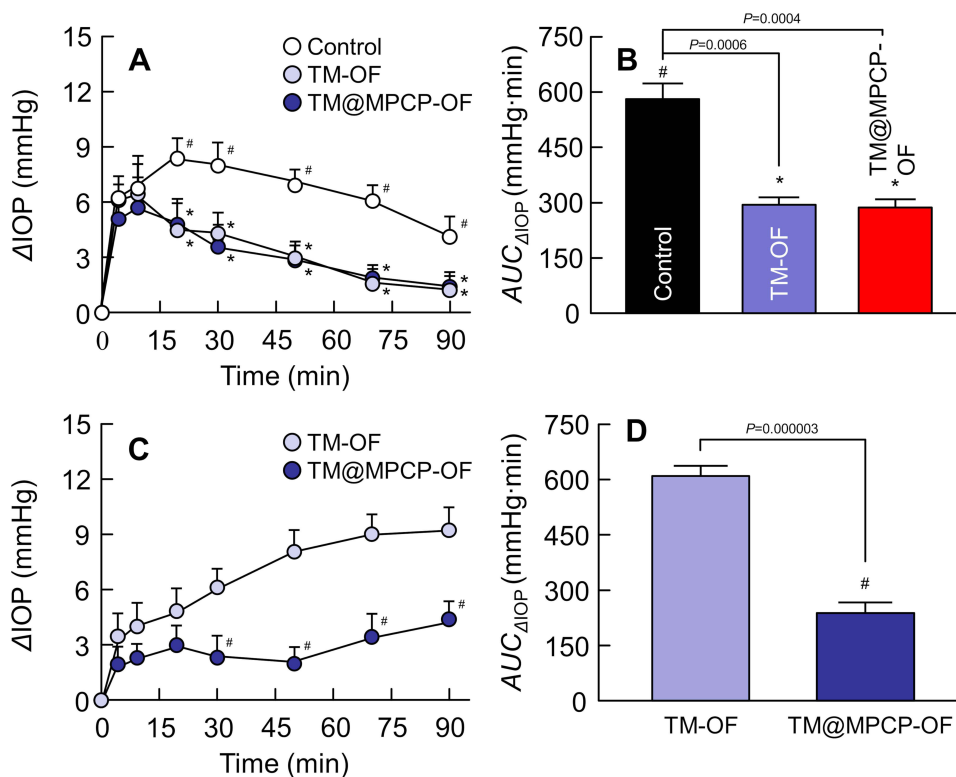 A
15
12
9
6
3
0
ΔIOP (mmHg)
Control
TM-OF
TM@MPCP-OF
# # # # #
* * * * *
* * * * *
0 15 30 45 60 75 90
Time (min)
B
750
600
450
300
150
0
AUCΔIOP (mmHg·min)
P=0.0004
P=0.0006
#
*
*
Control
TM-OF
TM@MPCP-
OF
C
15
12
9
6
3
0
ΔIOP (mmHg)
TM-OF
TM@MPCP-OF
# # # #
0 15 30 45 60 75 90
Time (min)
D
750
600
450
300
150
0
AUCΔIOP (mmHg·min)
P=0.000003
#
TM-OF
TM@MPCP-OF